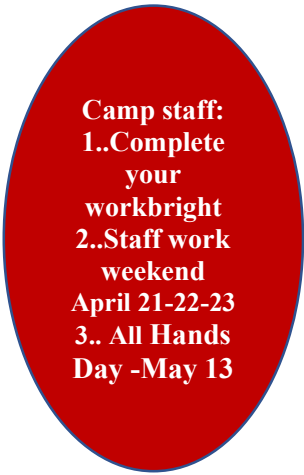 Camp staff:
1..Complete
your
workbright
2..Staff work
weekend
April 21-22-23
3.. All Hands
Day -May 13